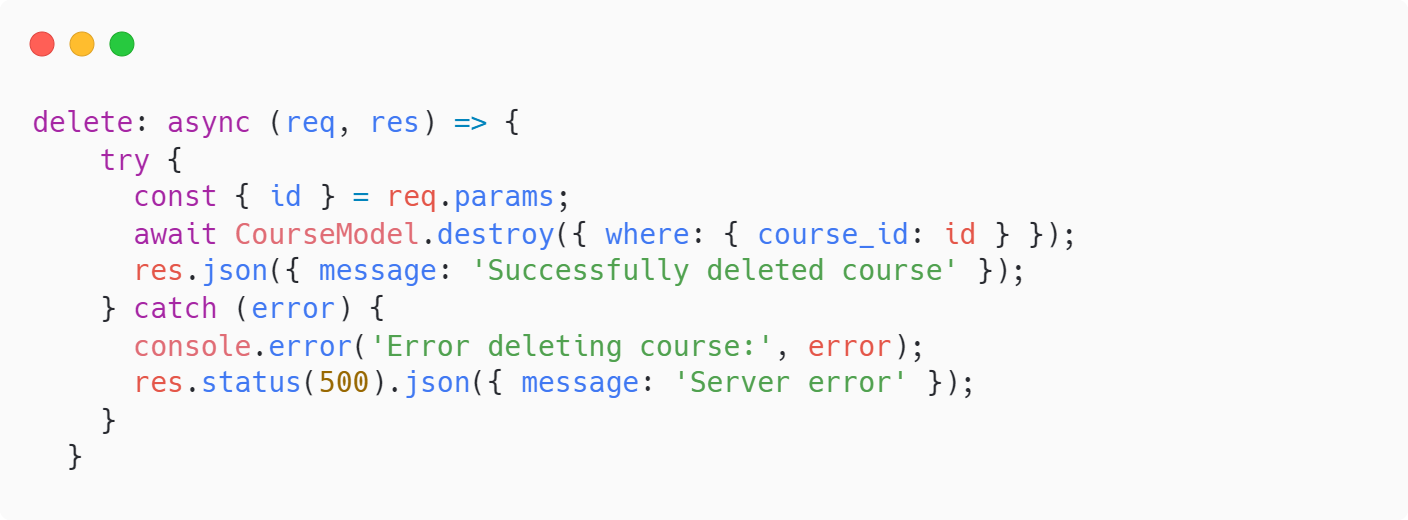 delete: async (req, res) => {
    try {
      const { id } = req.params;
      await CourseModel.destroy({ where: { course_id: id } });
      res.json({ message: 'Successfully deleted course' });
    } catch (error) {
      console.error('Error deleting course:', error);
      res.status(500).json({ message: 'Server error' });
    }
  }